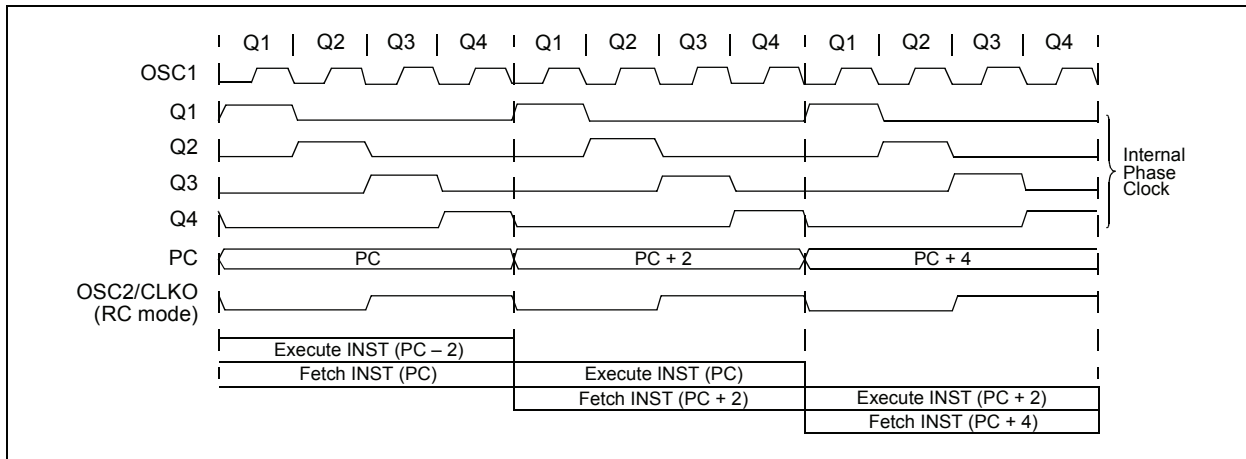 Q1 Q2 Q3 Q4 Q1 Q2 Q3 Q4 Q1 Q2 Q3 Q4
OSC1
Q1
Q2
Q3
Q4
Internal
Phase
Clock
PC PC PC + 2 PC + 4
OSC2/CLKO
(RC mode)
Execute INST (PC – 2)
Fetch INST (PC) Execute INST (PC)
Fetch INST (PC + 2) Execute INST (PC + 2)
Fetch INST (PC + 4)